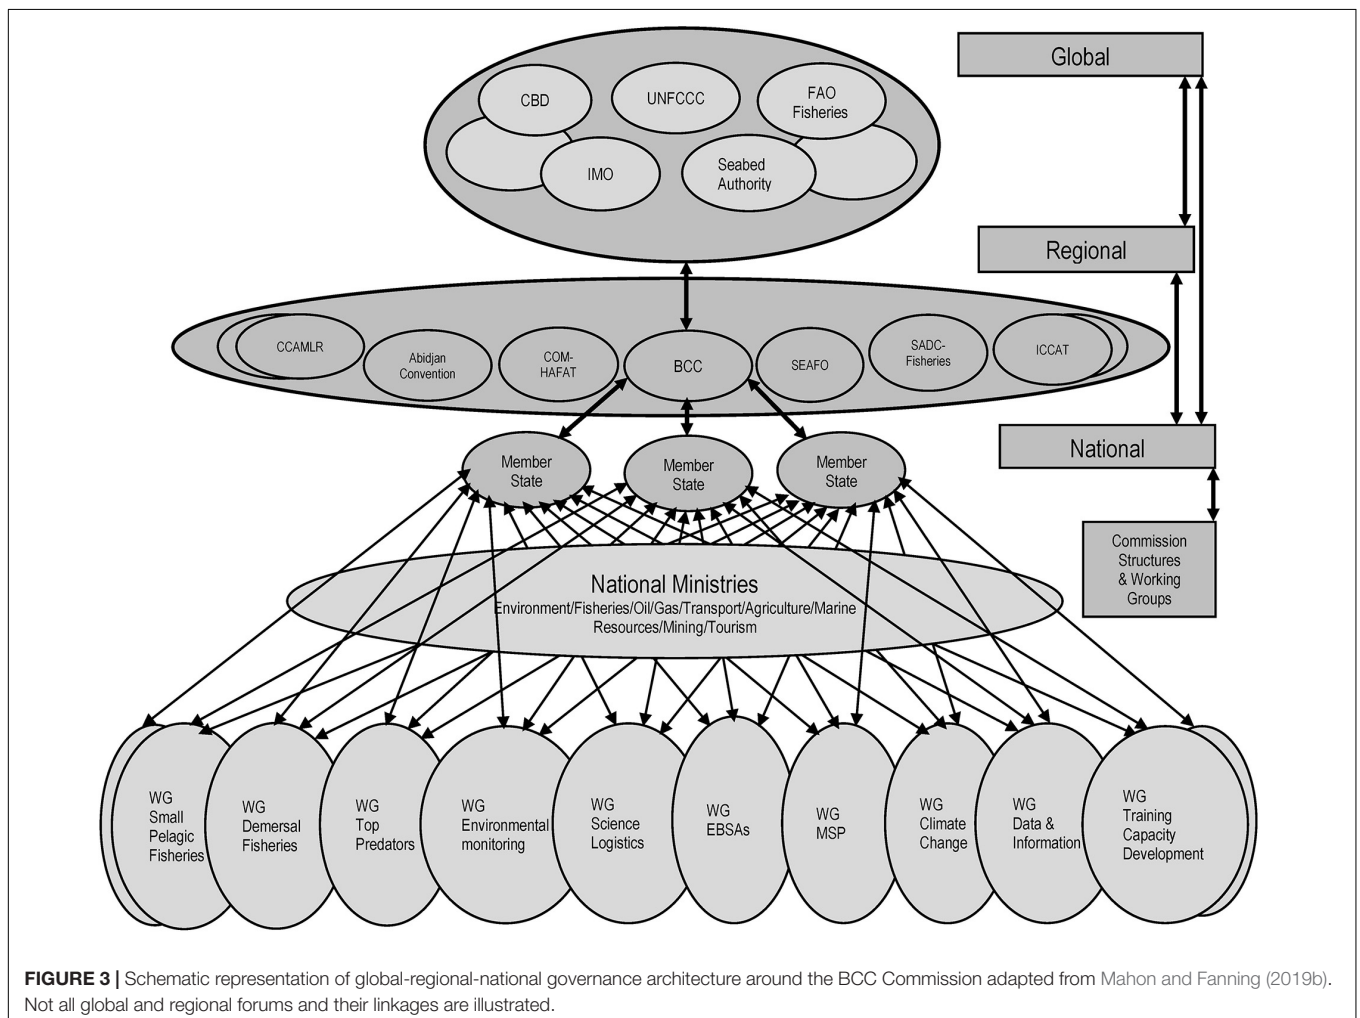 Global
CBD
UNFCCC
FAO
Fisheries
IMO
Seabed
Authority
Regional
CCAMLR
Abidjan
Convention
COM-
HAFAT
BCC
SEAFO
SADC-
Fisheries
ICCAT
National
Member
State
Member
State
Member
State
Commission
Structures
& Working
Groups
National Ministries
Environment/Fisheries/Oil/Gas/Transport/Agriculture/Marine
Resources/Mining/Tourism
WG
Small
Pelagic
Fisheries
WG
Demersal
Fisheries
WG
Top
Predators
WG
Environmental
monitoring
WG
Science
Logistics
WG
EBSAs
WG
MSP
WG
Climate
Change
WG
Data &
Information
WG
Training
Capacity
Development
FIGURE 3 | Schematic representation of global-regional-national governance architecture around the BCC Commission adapted from Mahon and Fanning (2019b).
Not all global and regional forums and their linkages are illustrated.